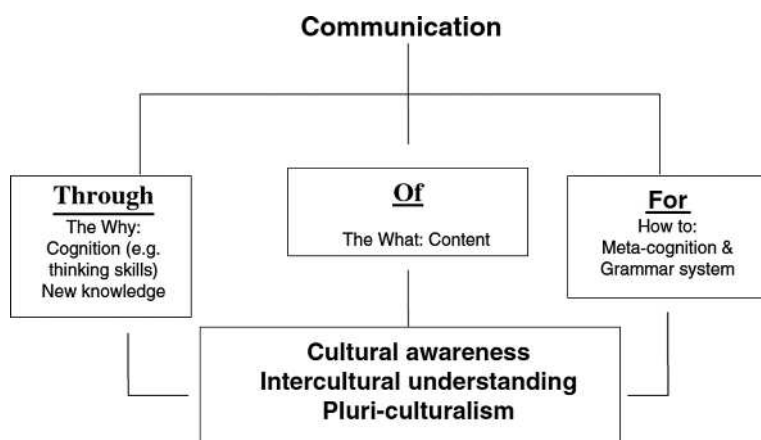 Communication
Through
The Why:
Cognition (e.g.
thinking skills)
New knowledge
Of
The What: Content
For
How to:
Meta-cognition &
Grammar system
Cultural awareness
Intercultural understanding
Pluri-culturalism